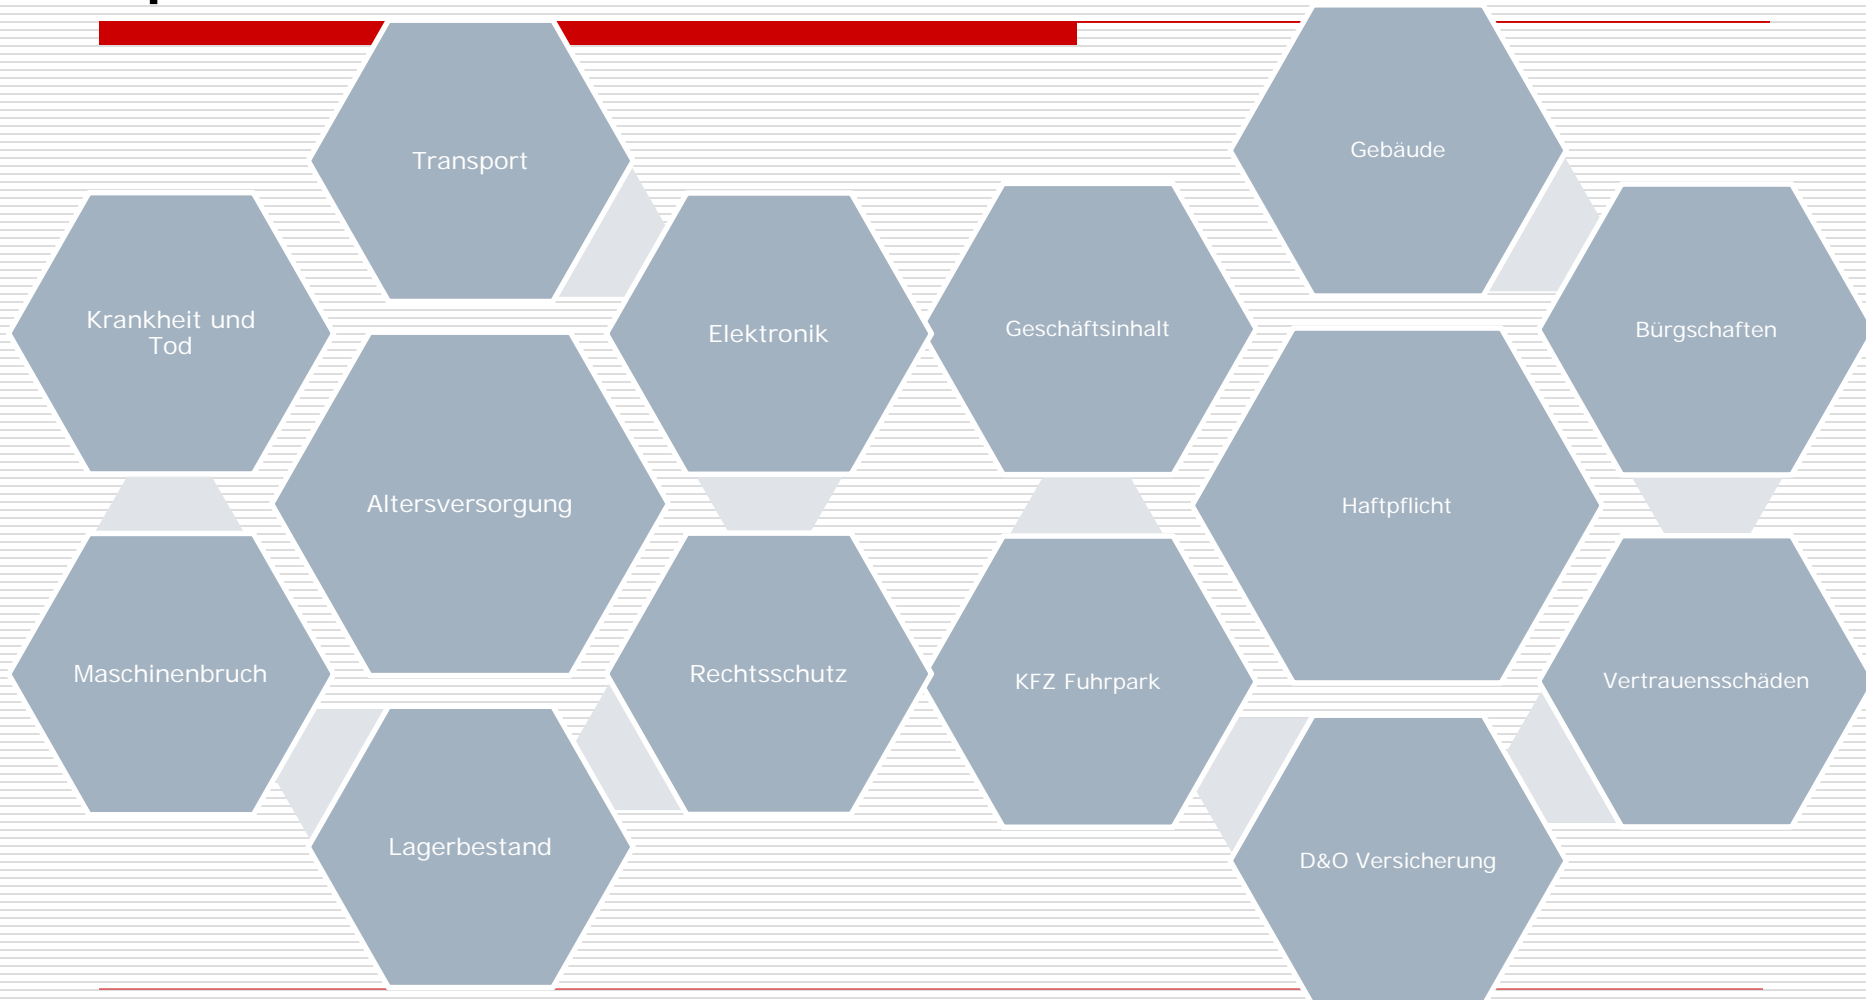 Transport
Gebäude
Krankheit und
Tod
Elektronik
Geschäftsinhalt
Bürgschaften
Altersversorgung
Haftpflicht
Maschinenbruch
Rechtsschutz
KFZ Fuhrpark
Vertrauensschäden
Lagerbestand
D&O Versicherung